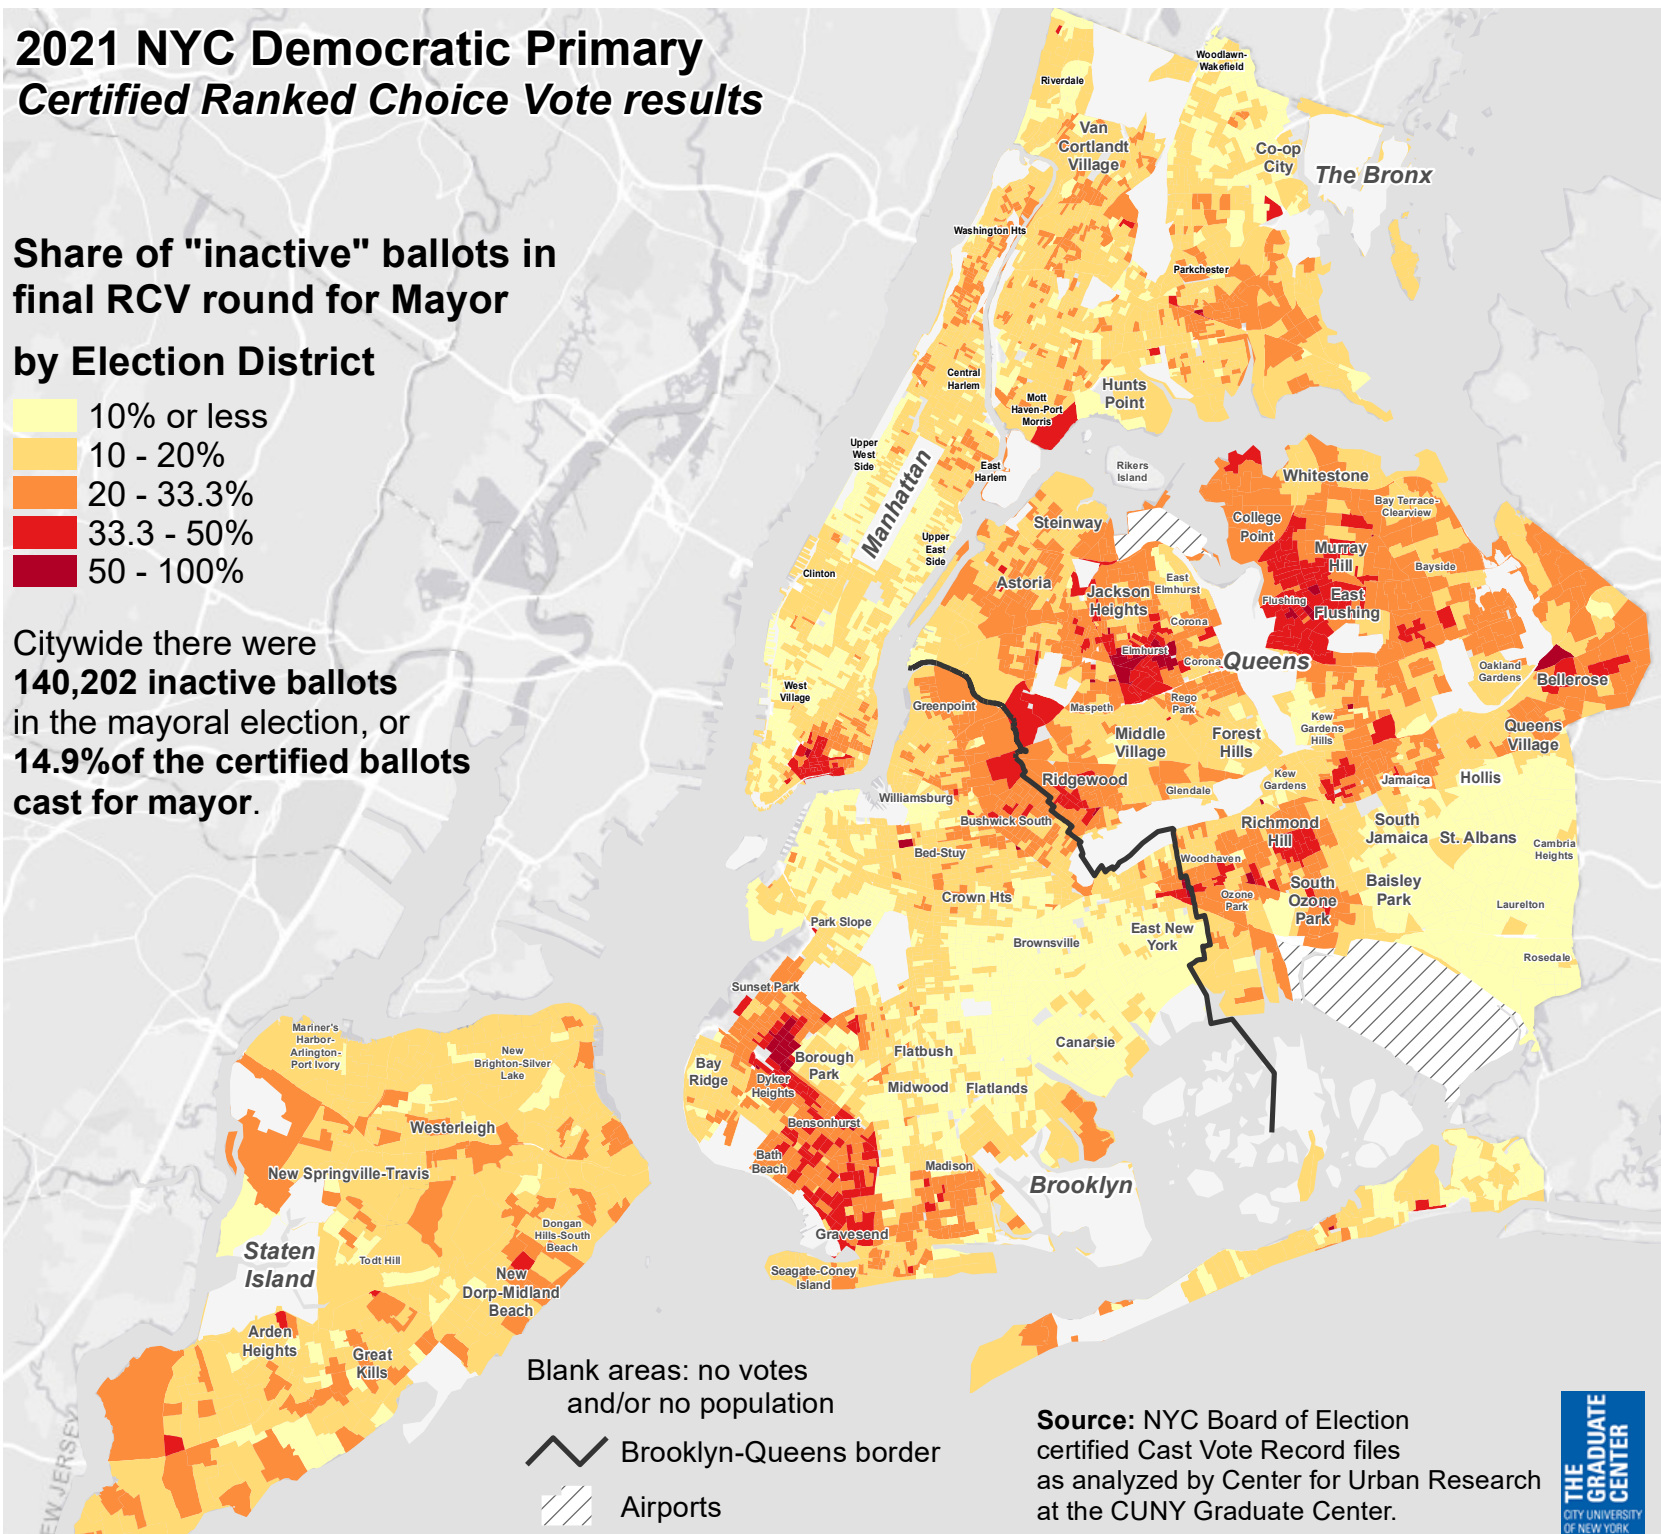 2021 NYC Democratic Primary
Certified Ranked Choice Vote results
Share of "inactive" ballots in
final RCV round for Mayor
by Election District
10% or less
10 - 20%
20 - 33.3%
33.3 - 50%
50 - 100%
Citywide there were
140,202 inactive ballots
in the mayoral election, or
14.9%of the certified ballots
cast for mayor.
Woodlawn-
Wakefield
Riverdale
Van
Cortlandt
Village
Co-op
City
The Bronx
Washington Hts
Parkchester
Central
Harlem
Hunts
Point
Mott
Haven-Port
Morris
Upper
West
Side
East
Harlem
Manhattan
Rikers
Island
Whitestone
Bay Terrace-
Clearview
Steinway
College
Point
Upper
East
Side
Murray
Hill
Bayside
Clinton
Astoria
Jackson
Heights
East
Elmhurst
Flushing
East
Flushing
Corona
Elmhurst
Corona
Queens
Oakland
Gardens
Bellerose
West
Village
Greenpoint
Maspeth
Rego
Park
Middle
Village
Forest
Hills
Kew
Gardens
Hills
Queens
Village
Ridgewood
Kew
Gardens
Jamaica
Hollis
Williamsburg
Glendale
Bushwick South
Richmond
Hill
South
Jamaica
St. Albans
Cambria
Heights
Bed-Stuy
Woodhaven
Crown Hts
Ozone
Park
South
Ozone
Park
Baisley
Park
Laurelton
Park Slope
Brownsville
East New
York
Rosedale
Sunset Park
Mariner's
Harbor-
Arlington-
Port Ivory
New
Brighton-Silver
Lake
Bay
Ridge
Borough
Park
Flatbush
Canarsie
Dyker
Heights
Midwood
Flatlands
Westerleigh
Bensonhurst
New Springville-Travis
Bath
Beach
Madison
Brooklyn
Dongan
Hills-South
Beach
Gravesend
Staten
Island
Todt Hill
New
Dorp-Midland
Beach
Seagate-Coney
Island
Arden
Heights
Great
Kills
Blank areas: no votes
and/or no population
Brooklyn-Queens border
Airports
Source: NYC Board of Election
certified Cast Vote Record files
as analyzed by Center for Urban Research
at the CUNY Graduate Center.
THE
GRADUATE
CENTER
CITY UNIVERSITY
OF NEW YORK